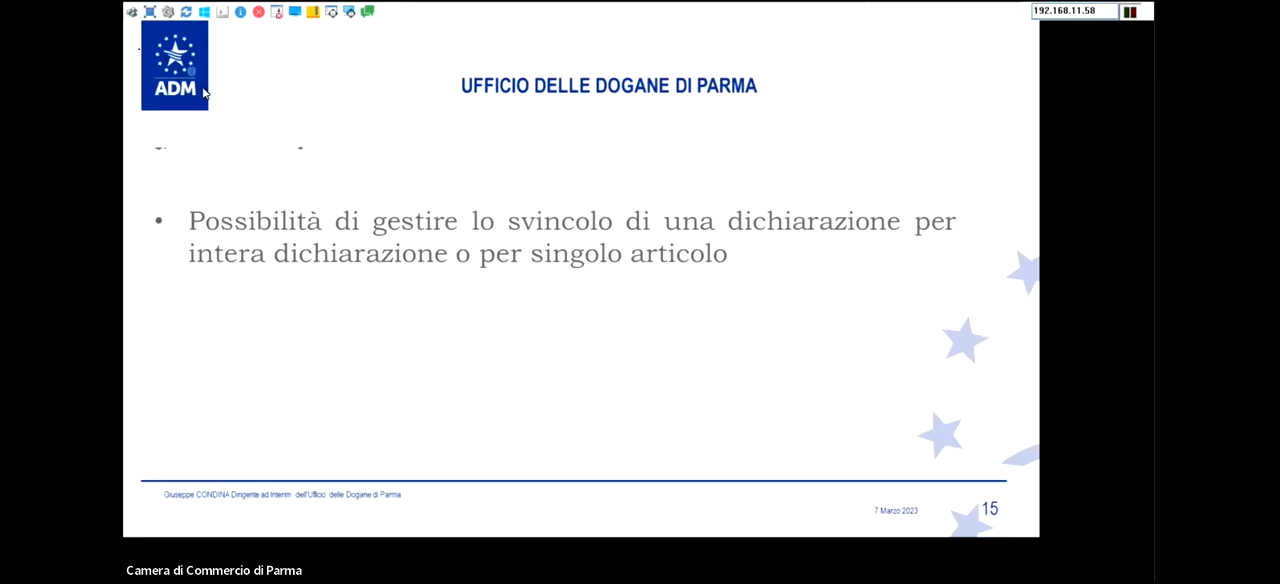 192.168.11.58
ADM
UFFICIO DELLE DOGANE DI PARMA
• Possibilità di gestire lo svincolo di una dichiarazione per
intera dichiarazione o per singolo articolo
Giuseppe CONDINA Dirigente ad Interim dell'Ufficio delle Dogane di Parma
7 Marzo 2023
15
Camera di Commercio di Parma